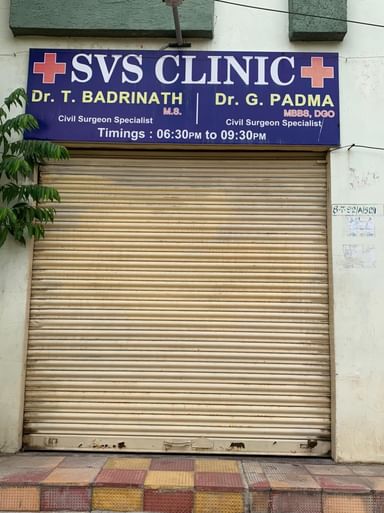 SVS CLINIC
Dr. T. BADRINATH
M.S.
Civil Surgeon Specialist
Dr. G. PADMA
MBBS, DGO
Civil Surgeon Specialist
Timings : 06:30PM to 09:30PM